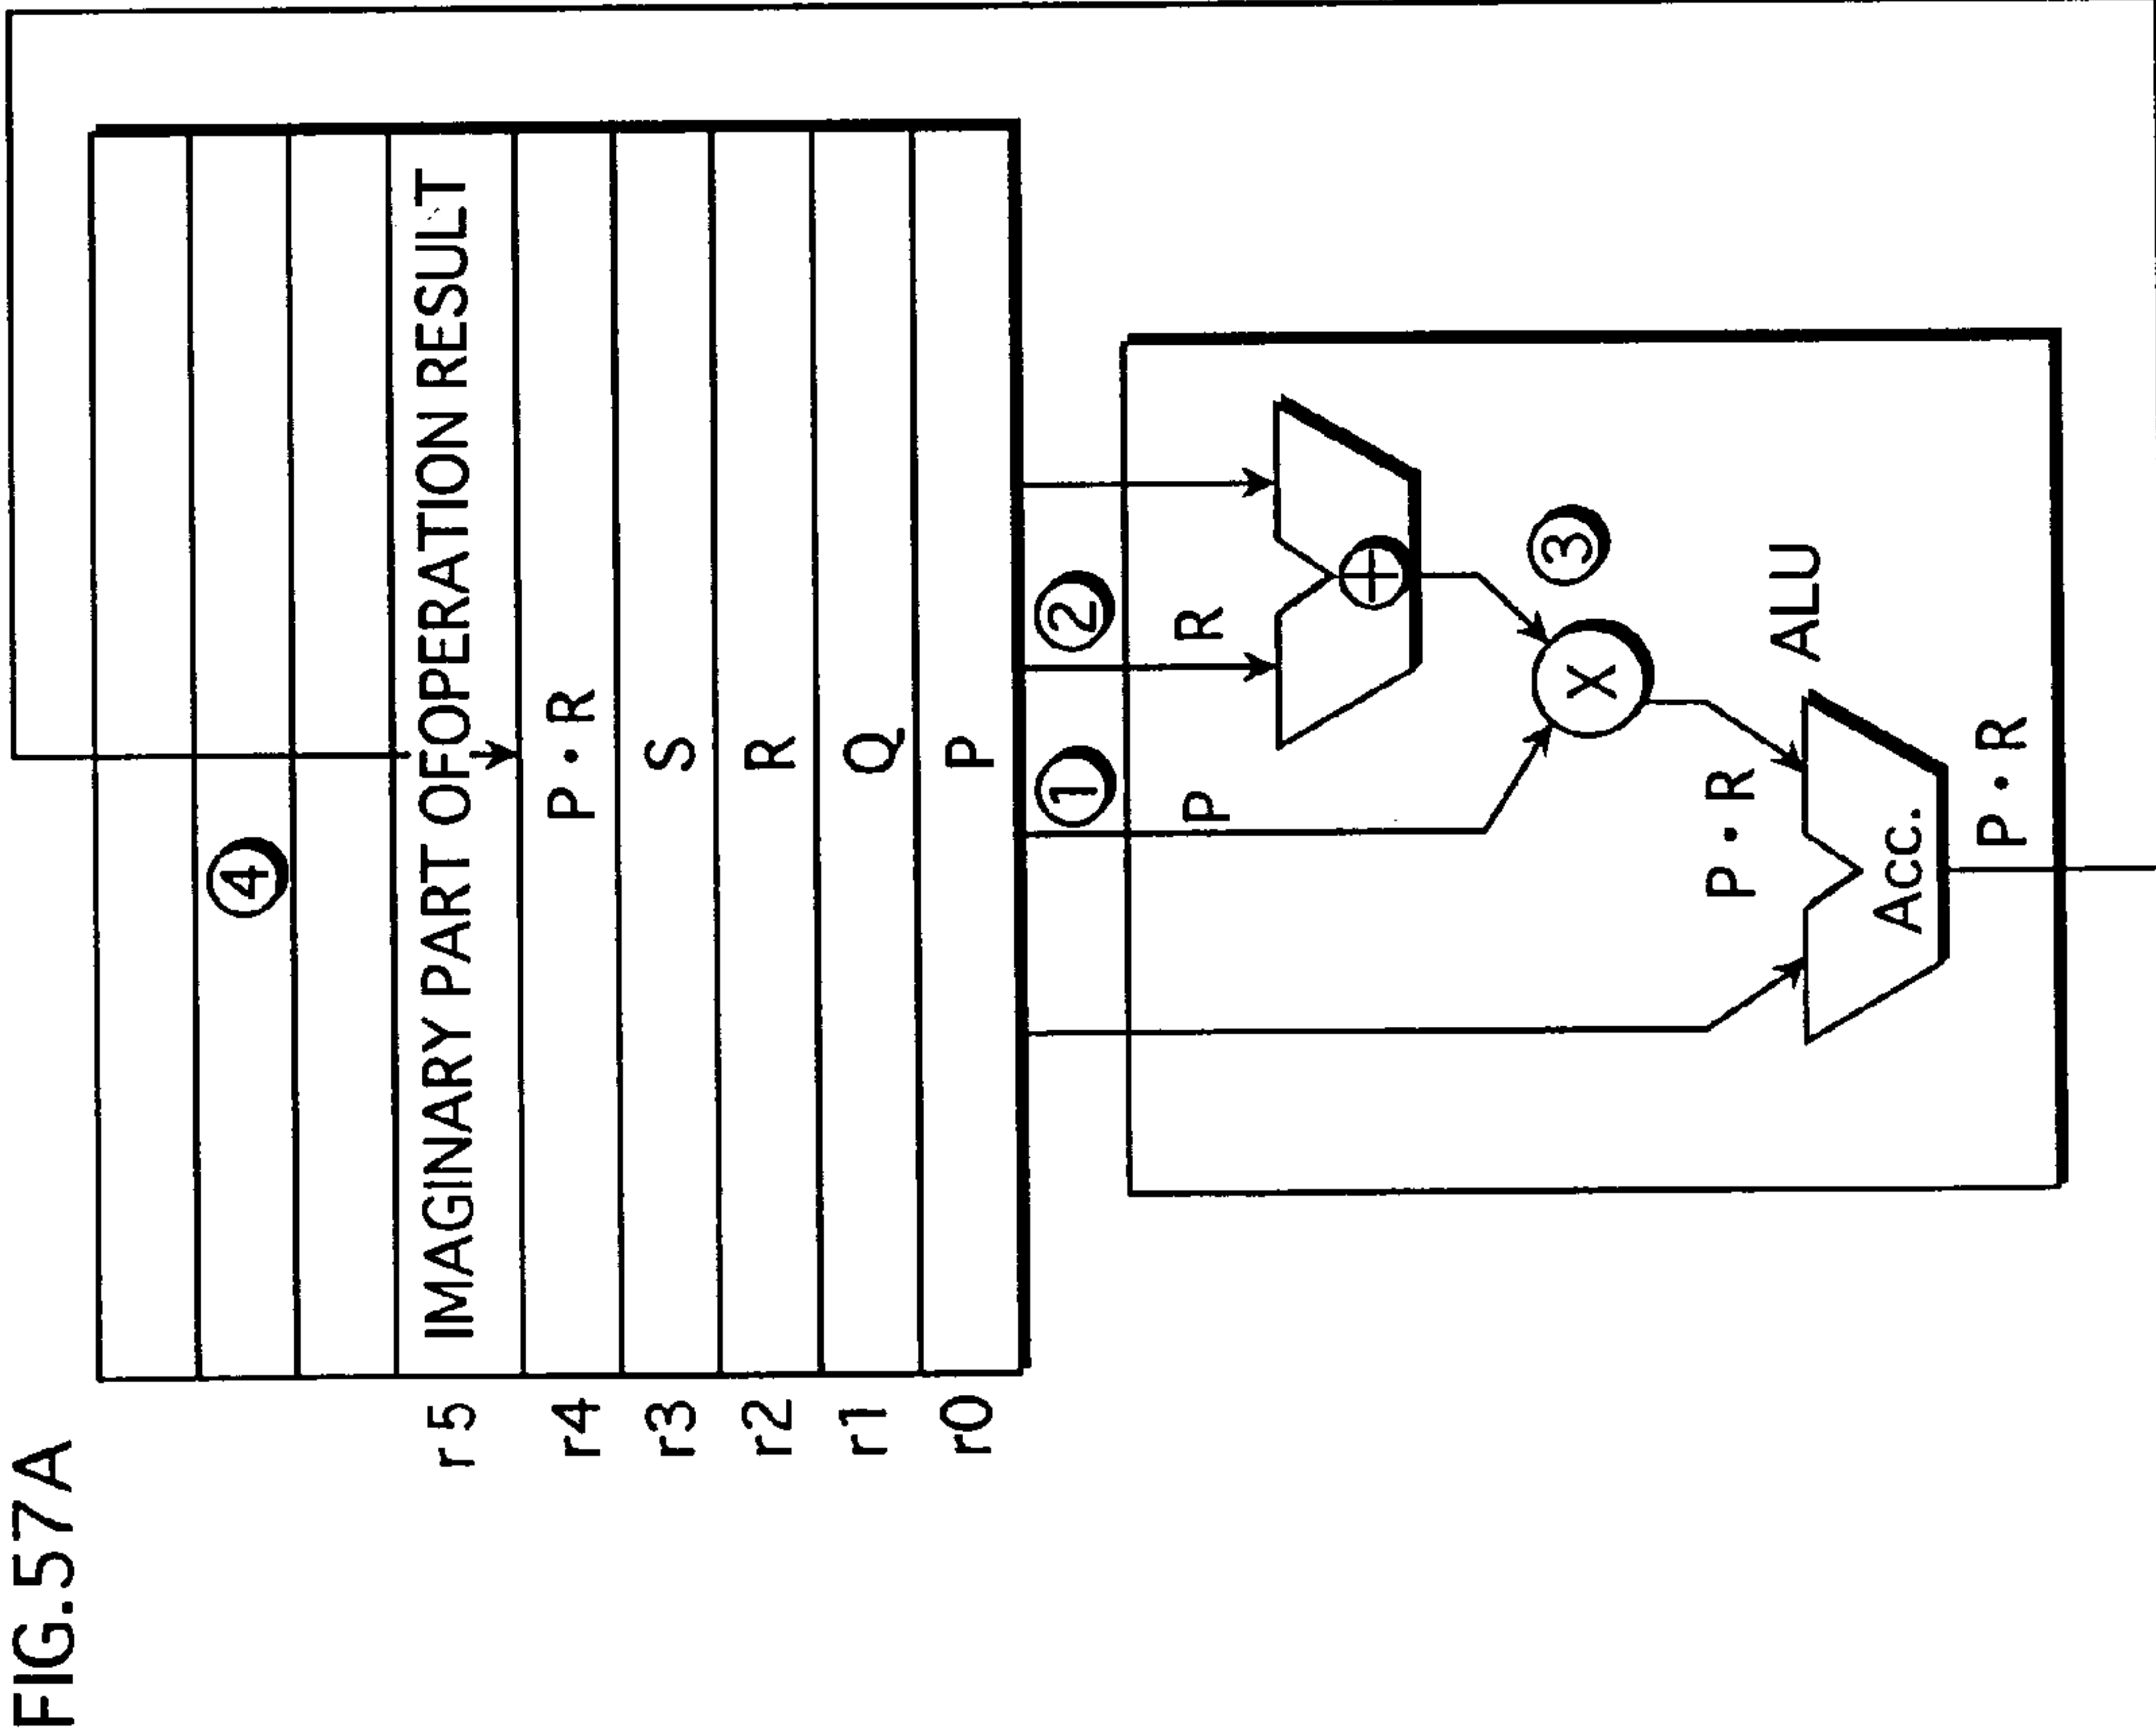 FIG.57A
④
r5 IMAGINARY PART OFOPERATION RESULT
r4 P·R
r3 S
r2 R
r1 Q
r0 P
① ②
P R
+
③
X
P·R
ALU
Acc.
P·R